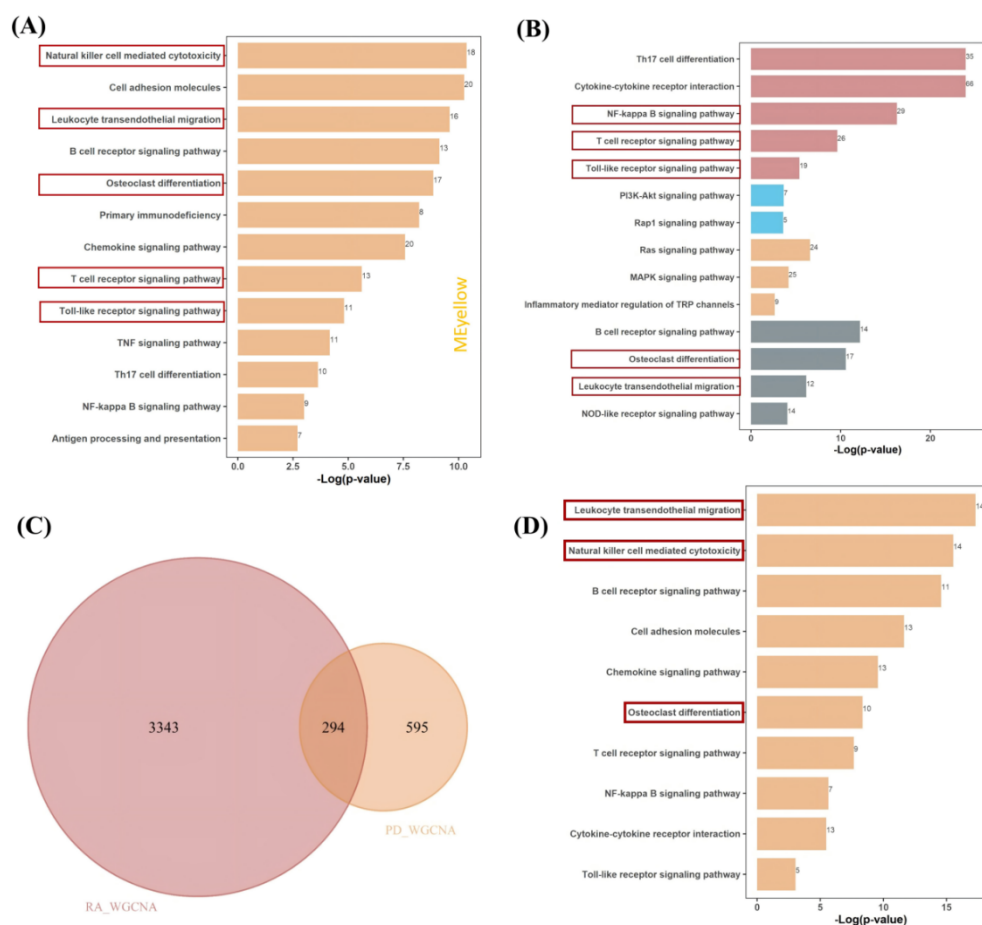 (A)
Natural killer cell mediated cytotoxicity 18
Cell adhesion molecules 20
Leukocyte transendothelial migration 16
B cell receptor signaling pathway 13
Osteoclast differentiation 17
Primary immunodeficiency 8
Chemokine signaling pathway 20
T cell receptor signaling pathway 13
Toll-like receptor signaling pathway 11
TNF signaling pathway 11
Th17 cell differentiation 10
NF-kappa B signaling pathway 9
Antigen processing and presentation 7
MEyellow
0.0 2.5 5.0 7.5 10.0
-Log(p-value)
(B)
Th17 cell differentiation 35
Cytokine-cytokine receptor interaction 66
NF-kappa B signaling pathway 29
T cell receptor signaling pathway 26
Toll-like receptor signaling pathway 19
PI3K-Akt signaling pathway 7
Rap1 signaling pathway 5
Ras signaling pathway 24
MAPK signaling pathway 25
Inflammatory mediator regulation of TRP channels 9
B cell receptor signaling pathway 14
Osteoclast differentiation 17
Leukocyte transendothelial migration 12
NOD-like receptor signaling pathway 14
0 10 20
-Log(p-value)
(C)
3343 294 595
PD_WGCNA
RA_WGCNA
(D)
Leukocyte transendothelial migration 14
Natural killer cell mediated cytotoxicity 14
B cell receptor signaling pathway 11
Cell adhesion molecules 13
Chemokine signaling pathway 13
Osteoclast differentiation 10
T cell receptor signaling pathway 9
NF-kappa B signaling pathway 7
Cytokine-cytokine receptor interaction 13
Toll-like receptor signaling pathway 5
0 5 10 15
-Log(p-value)